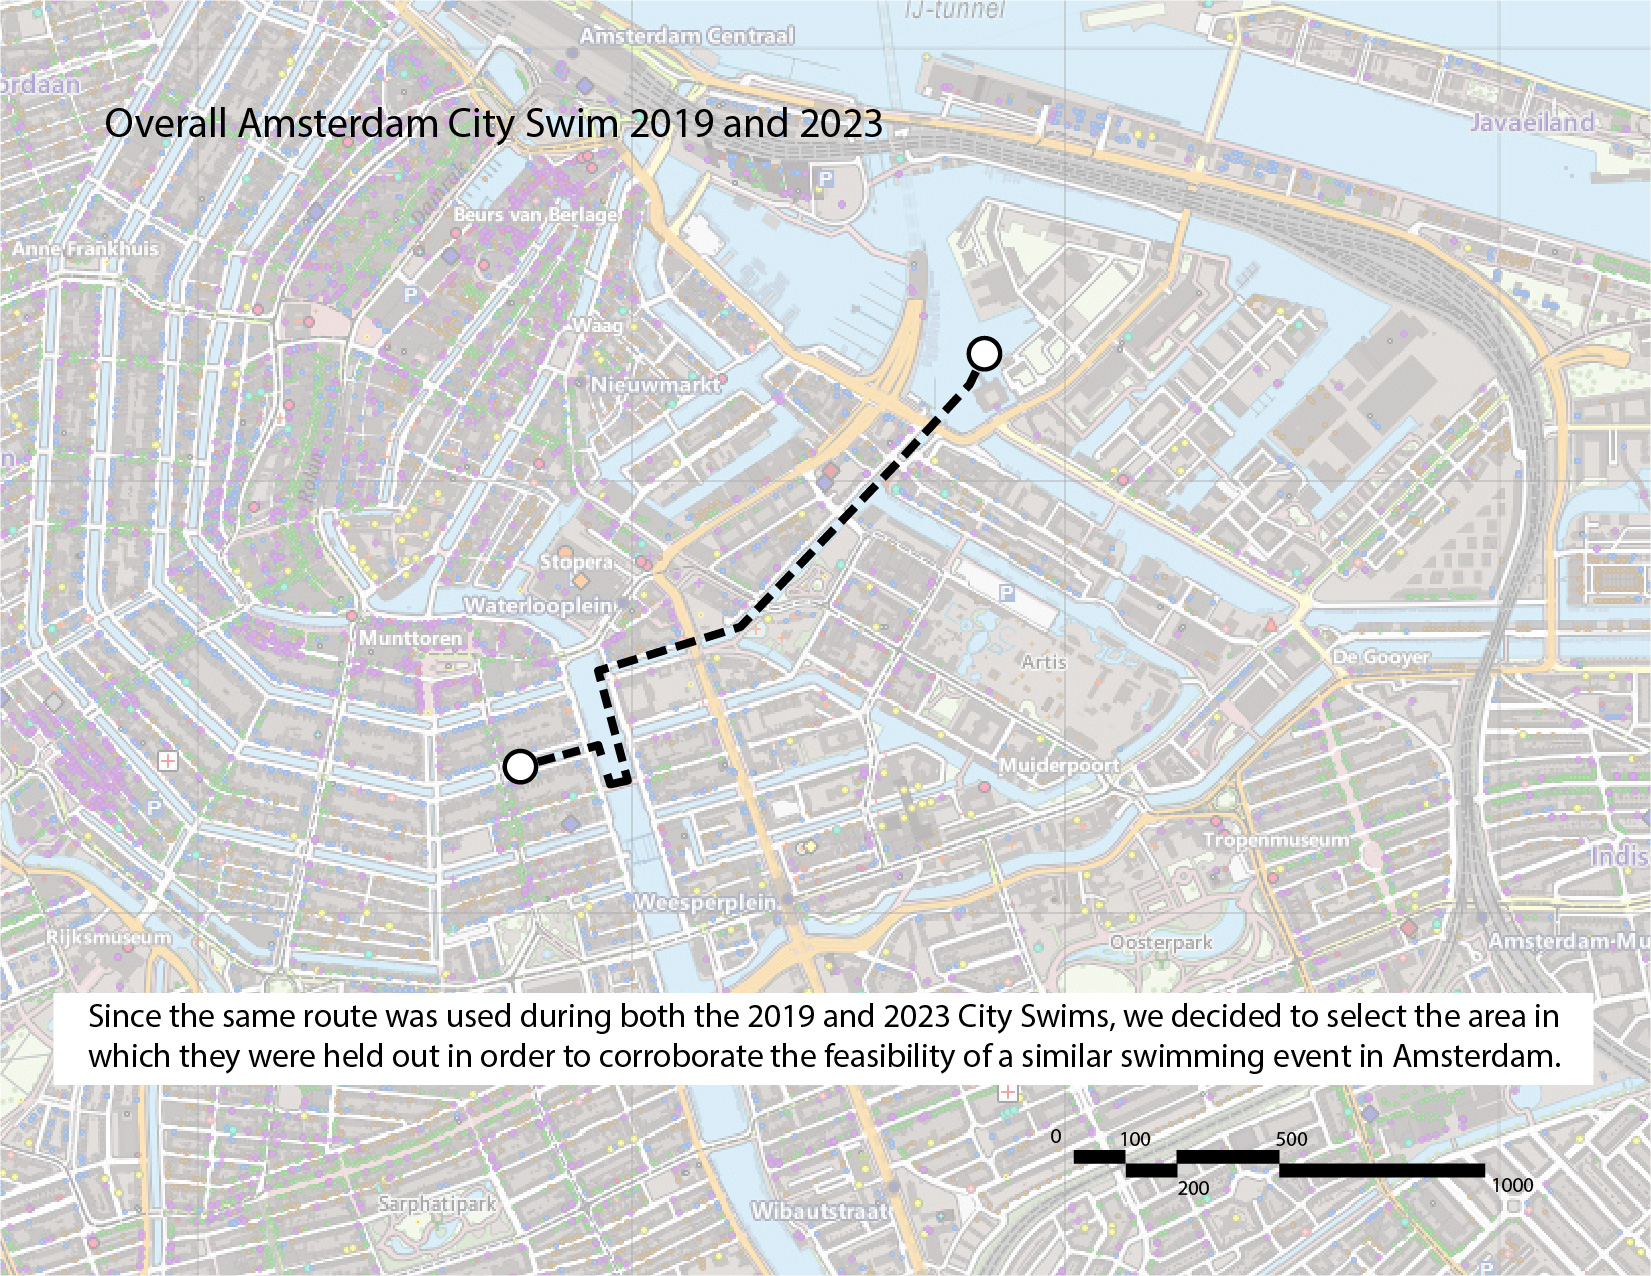 IJ-tunnel
Amsterdam Centraal
ordaan
Overall Amsterdam City Swim 2019 and 2023
Javaeiland
P
Damrak
Beurs van Berlage
Anne Frankhuis
P
Waag
Nieuwmarkt
n
Rokin
Stopera
P
Waterlooplein
Munttoren
Artis
De Gooyer
Muiderpoort
P
Tropenmuseum
Indis
Weesperplein
Rijksmuseum
Oosterpark
Amsterdam-Mu
Since the same route was used during both the 2019 and 2023 City Swims, we decided to select the area in
which they were held out in order to corroborate the feasibility of a similar swimming event in Amsterdam.
0 100 500
200 1000
Sarphatipark
Wibautstraat
P